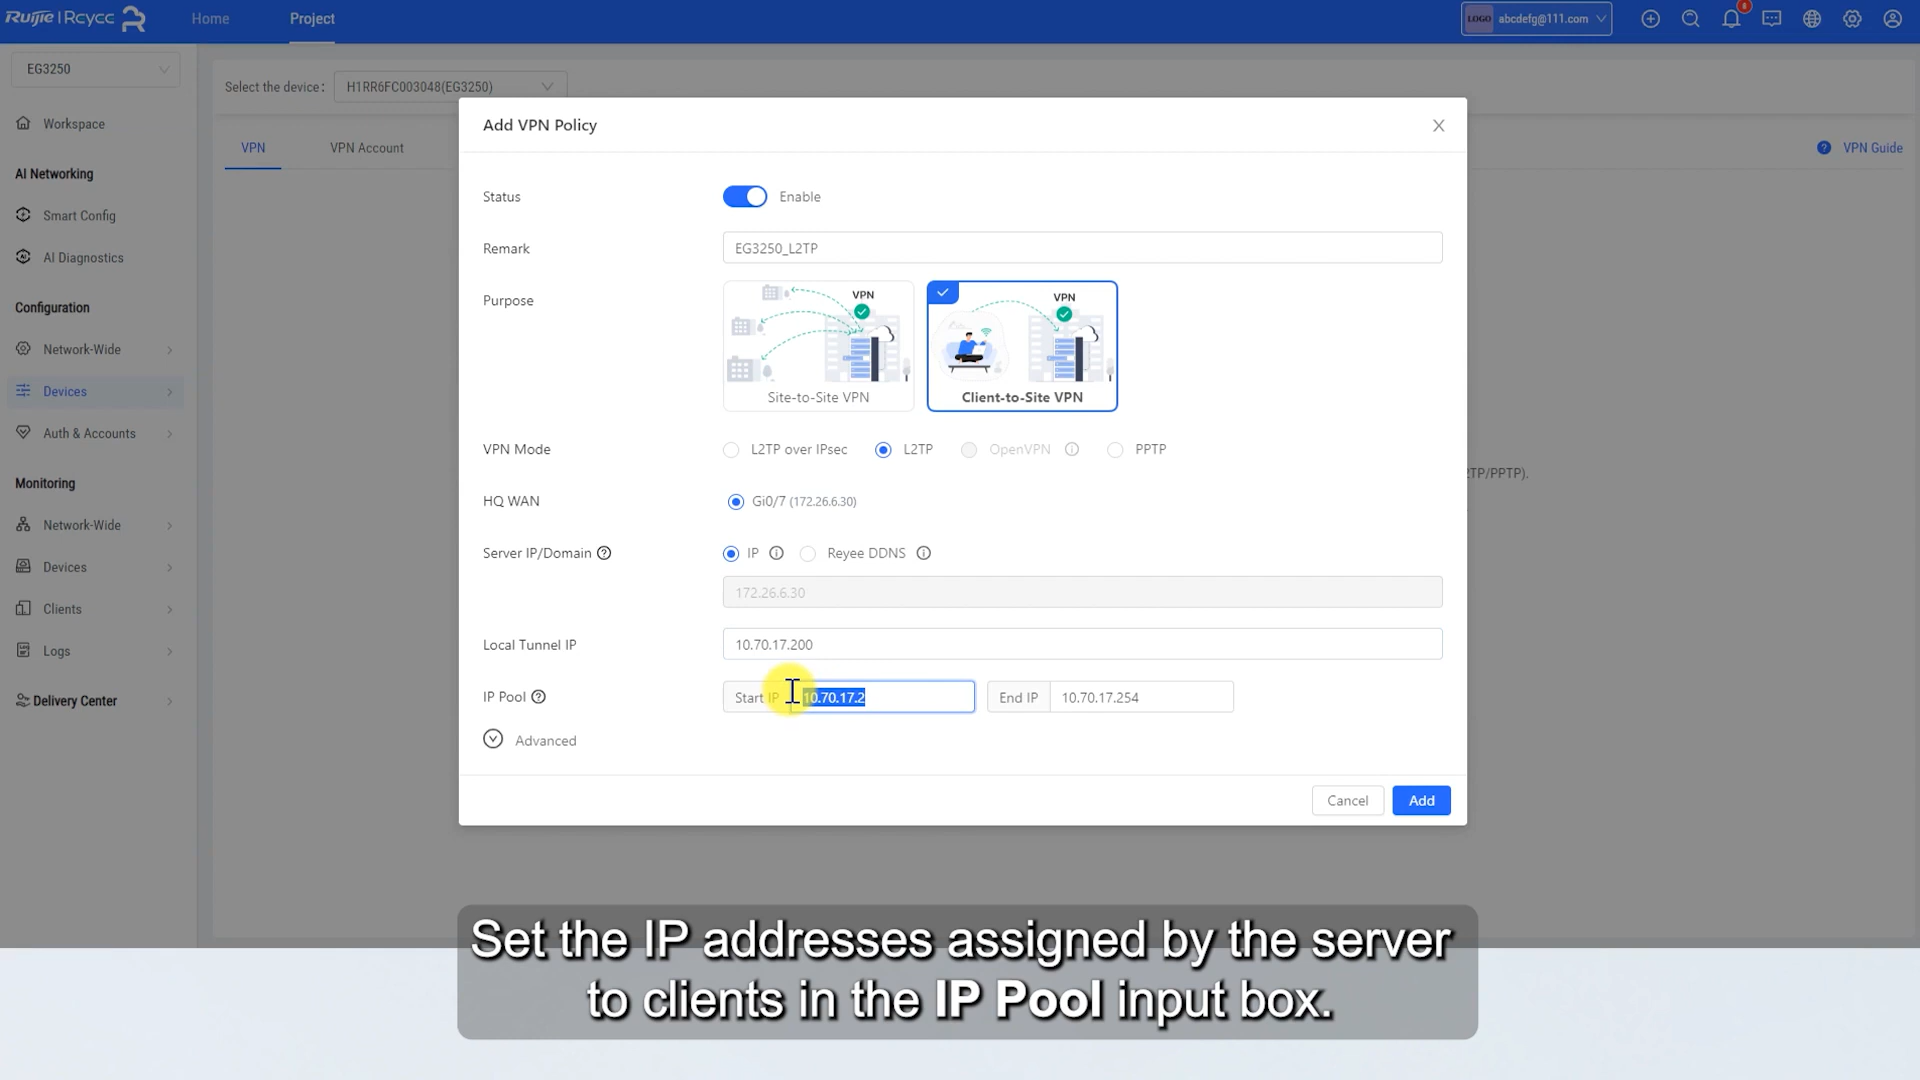 Ruijie | Rcycc
Home
Project
LOGO abcdefg@111.com
8
EG3250
Select the device: H1RR6FC003048(EG3250)
Workspace
VPN
VPN Account
VPN Guide
AI Networking
Smart Config
AI Diagnostics
Configuration
Network-Wide
Devices
Auth & Accounts
Monitoring
Network-Wide
Devices
Clients
Logs
Delivery Center
Add VPN Policy
Status
Enable
Remark
EG3250_L2TP
Purpose
VPN
Site-to-Site VPN
VPN
Client-to-Site VPN
VPN Mode
L2TP over IPsec
L2TP
OpenVPN
PPTP
2TP/PPTP).
HQ WAN
Gi0/7 (172.26.6.30)
Server IP/Domain
IP
Reyee DDNS
172.26.6.30
Local Tunnel IP
10.70.17.200
IP Pool
Start IP
10.70.17.2
End IP
10.70.17.254
Advanced
Cancel
Add
Set the IP addresses assigned by the server
to clients in the IP Pool input box.